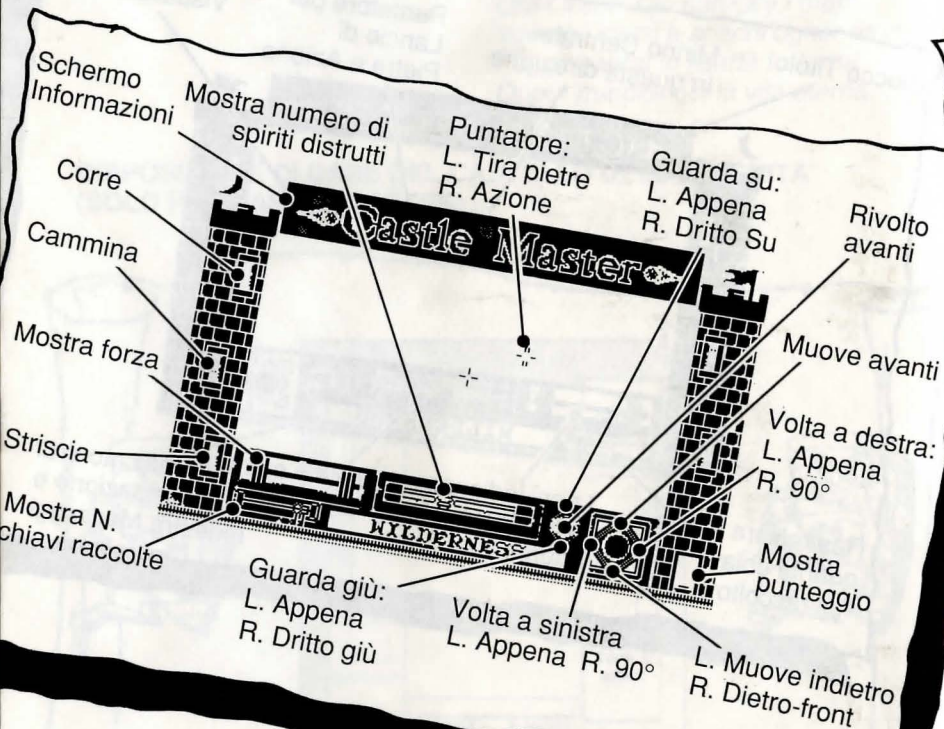 Schermo
Informazioni
Mostra numero di
spiriti distrutti
Puntatore:
L. Tira pietre
R. Azione
Guarda su:
L. Appena
R. Dritto Su
Rivolto
avanti
Corre
Castle Master
Cammina
Muove avanti
Mostra forza
Volta a destra:
L. Appena
R. 90°
Striscia
Mostra N.
chiavi raccolte
WILDERNESS
Guarda giù:
L. Appena
R. Dritto giù
Volta a sinistra
L. Appena R. 90°
Mostra
punteggio
L. Muove indietro
R. Dietro-front